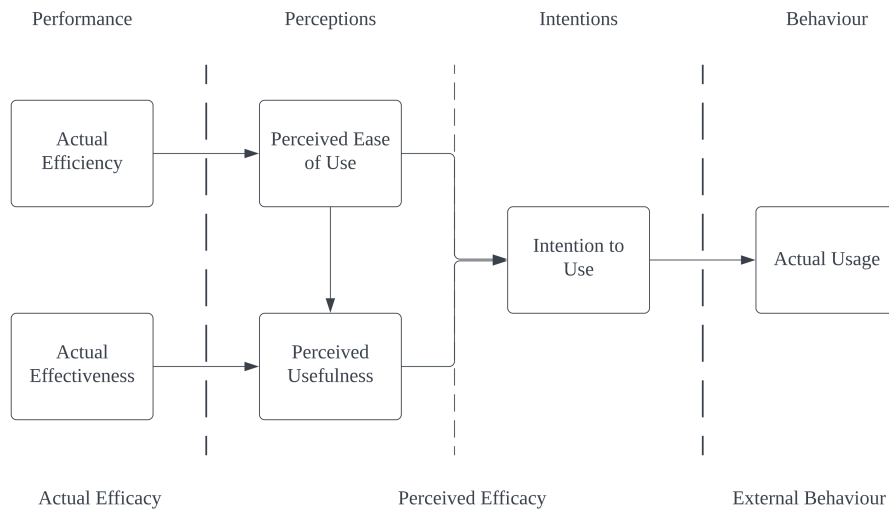 Performance
Perceptions
Intentions
Behaviour
Actual
Efficiency
Perceived Ease
of Use
Intention to
Use
Actual Usage
Actual
Effectiveness
Perceived
Usefulness
Actual Efficacy
Perceived Efficacy
External Behaviour